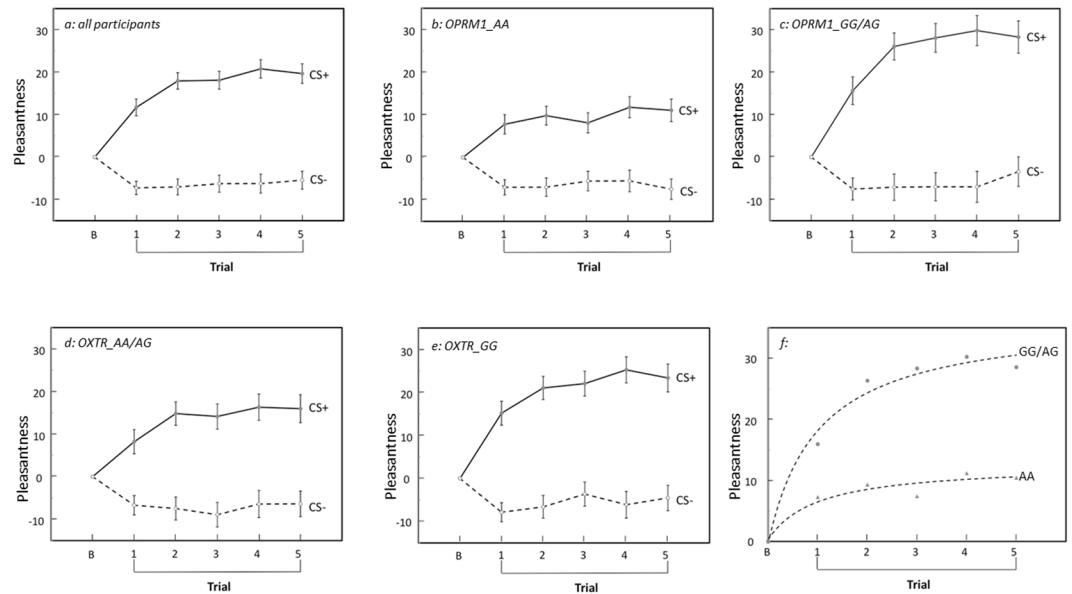 a: all participants
30
20
10
0
-10
Pleasantness
CS+
CS-
B 1 2 3 4 5
Trial
b: OPRM1_AA
30
20
10
0
-10
Pleasantness
CS+
CS-
B 1 2 3 4 5
Trial
c: OPRM1_GG/AG
30
20
10
0
-10
Pleasantness
CS+
CS-
B 1 2 3 4 5
Trial
d: OXTR_AA/AG
30
20
10
0
-10
Pleasantness
CS+
CS-
B 1 2 3 4 5
Trial
e: OXTR_GG
30
20
10
0
-10
Pleasantness
CS+
CS-
B 1 2 3 4 5
Trial
f:
30
20
10
0
Pleasantness
GG/AG
AA
B 1 2 3 4 5
Trial